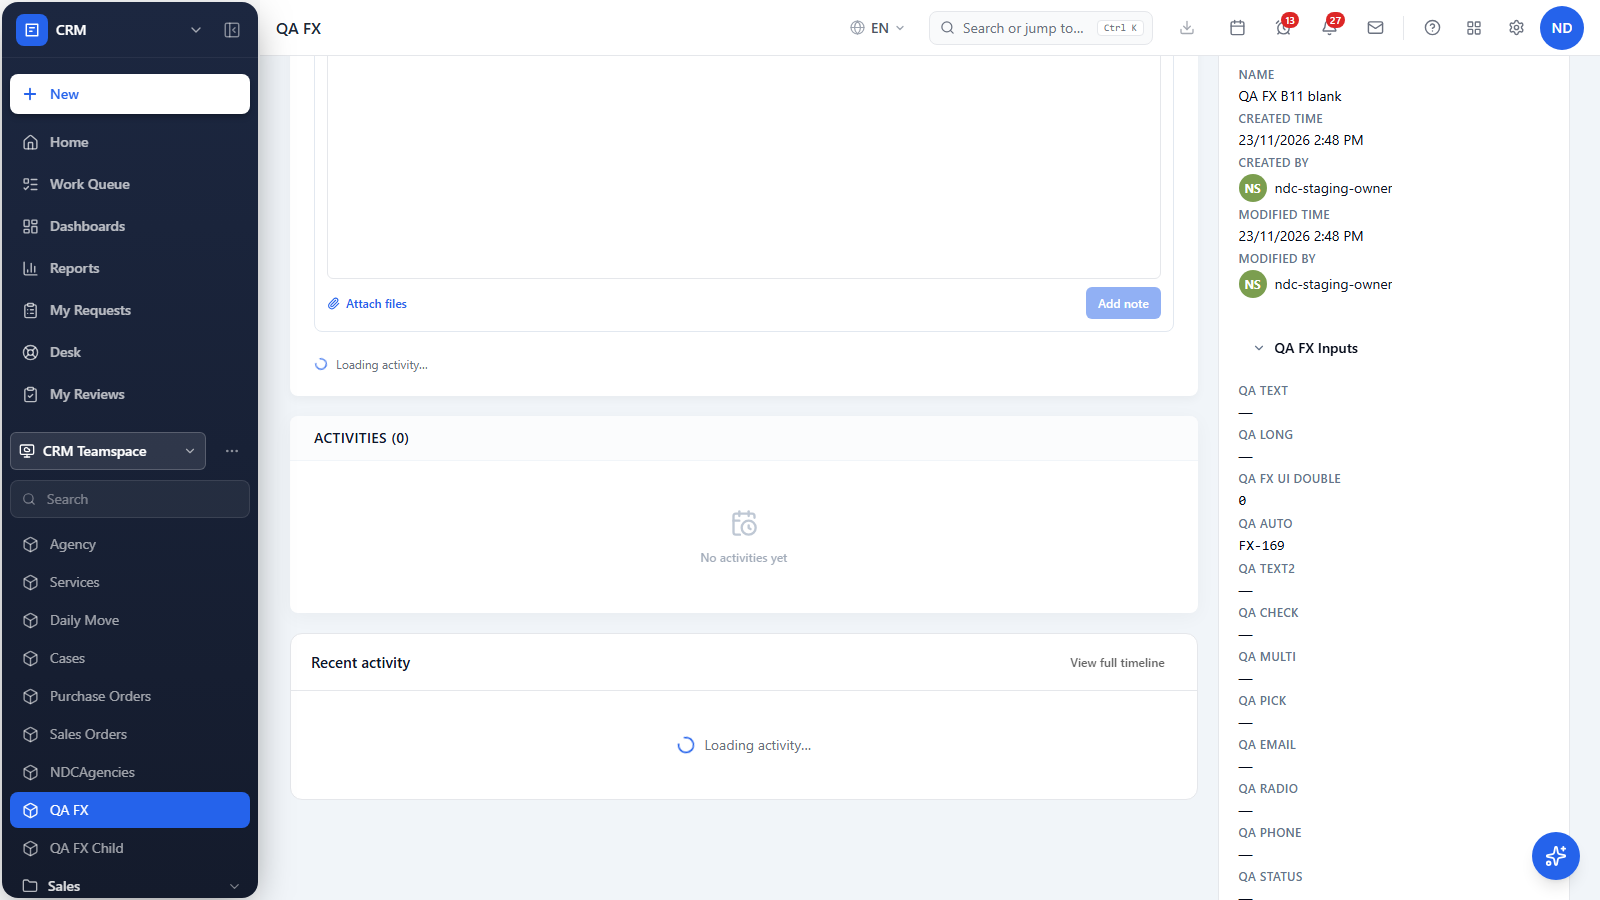 CRM
New
Home
Work Queue
Dashboards
Reports
My Requests
Desk
My Reviews
CRM Teamspace
Search
Agency
Services
Daily Move
Cases
Purchase Orders
Sales Orders
NDCAgencies
QA FX
QA FX Child
Sales
QA FX
EN
Search or jump to...
Ctrl K
13
27
ND
Attach files
Add note
Loading activity...
ACTIVITIES (0)
No activities yet
Recent activity
View full timeline
Loading activity...
NAME
QA FX B11 blank
CREATED TIME
23/11/2026 2:48 PM
CREATED BY
NS ndc-staging-owner
MODIFIED TIME
23/11/2026 2:48 PM
MODIFIED BY
NS ndc-staging-owner
QA FX Inputs
QA TEXT
—
QA LONG
—
QA FX UI DOUBLE
0
QA AUTO
FX-169
QA TEXT2
—
QA CHECK
—
QA MULTI
—
QA PICK
—
QA EMAIL
—
QA RADIO
—
QA PHONE
—
QA STATUS
—